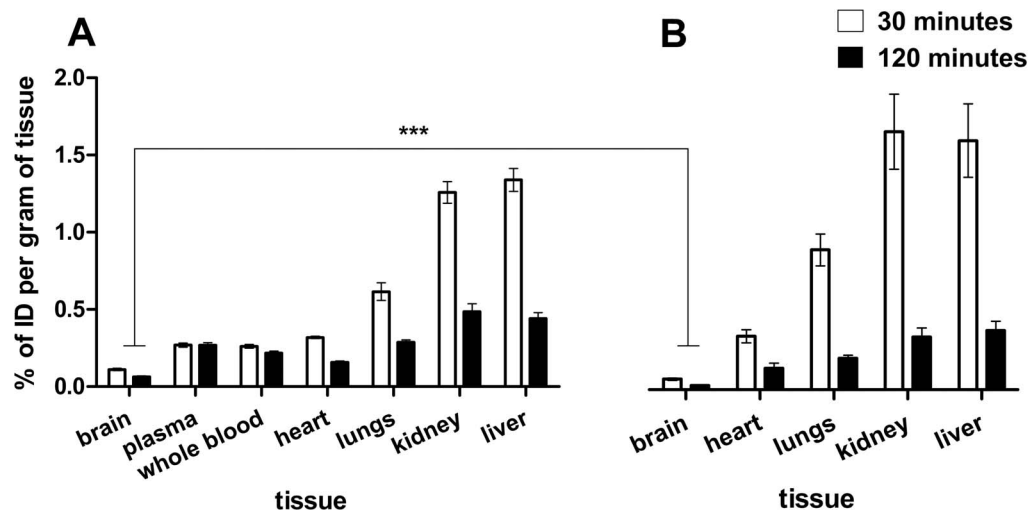 A
B
30 minutes
120 minutes
% of ID per gram of tissue
2.0
1.5
1.0
0.5
0.0
***
brain
plasma
whole blood
heart
lungs
kidney
liver
tissue
brain
heart
lungs
kidney
liver
tissue